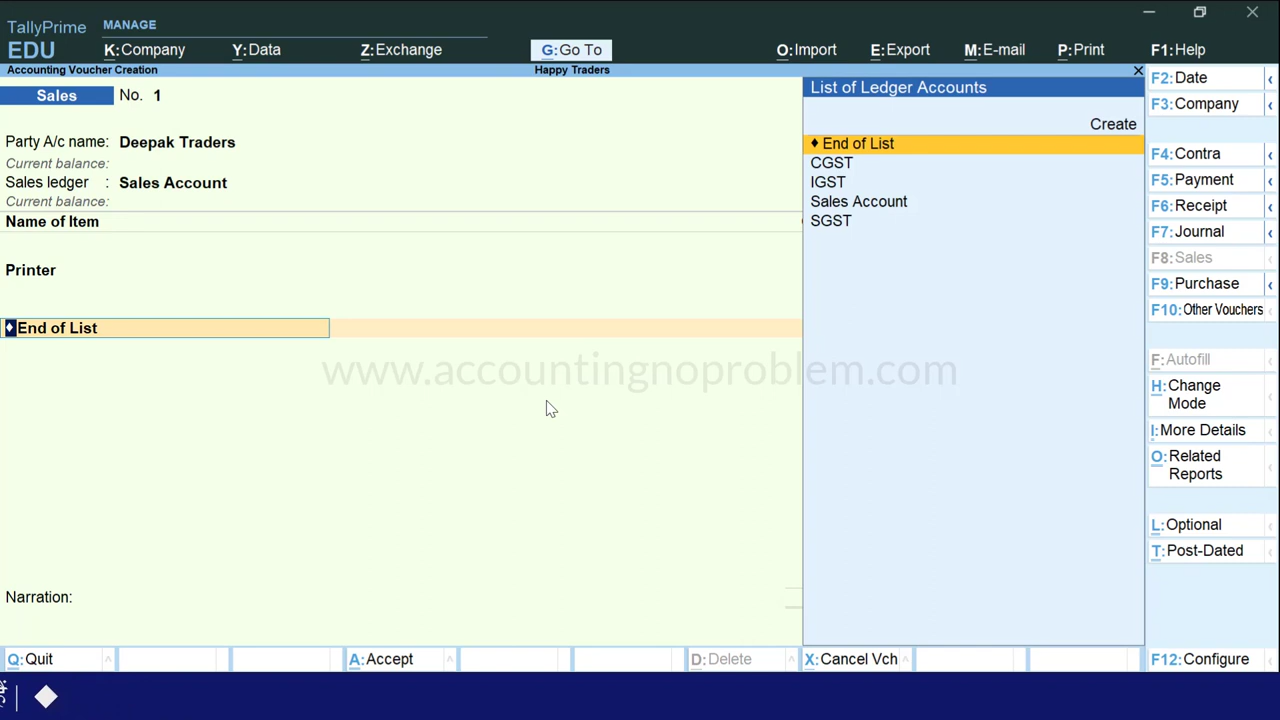 TallyPrime
EDU
MANAGE
K:Company
Y:Data
Z:Exchange
G:Go To
O:Import
E:Export
M:E-mail
P:Print
F1:Help
Accounting Voucher Creation
Happy Traders
Sales No. 1
Party A/c name: Deepak Traders
Current balance:
Sales ledger : Sales Account
Current balance:
Name of Item
Printer
♦End of List
www.accountingnoproblem.com
Narration:
List of Ledger Accounts
Create
♦ End of List
CGST
IGST
Sales Account
SGST
F2:Date
F3:Company
F4:Contra
F5:Payment
F6:Receipt
F7:Journal
F8:Sales
F9:Purchase
F10:Other Vouchers
F:Autofill
H:Change
Mode
I:More Details
O:Related
Reports
L:Optional
T:Post-Dated
Q:Quit
A:Accept
D:Delete
X:Cancel Vch
F12:Configure